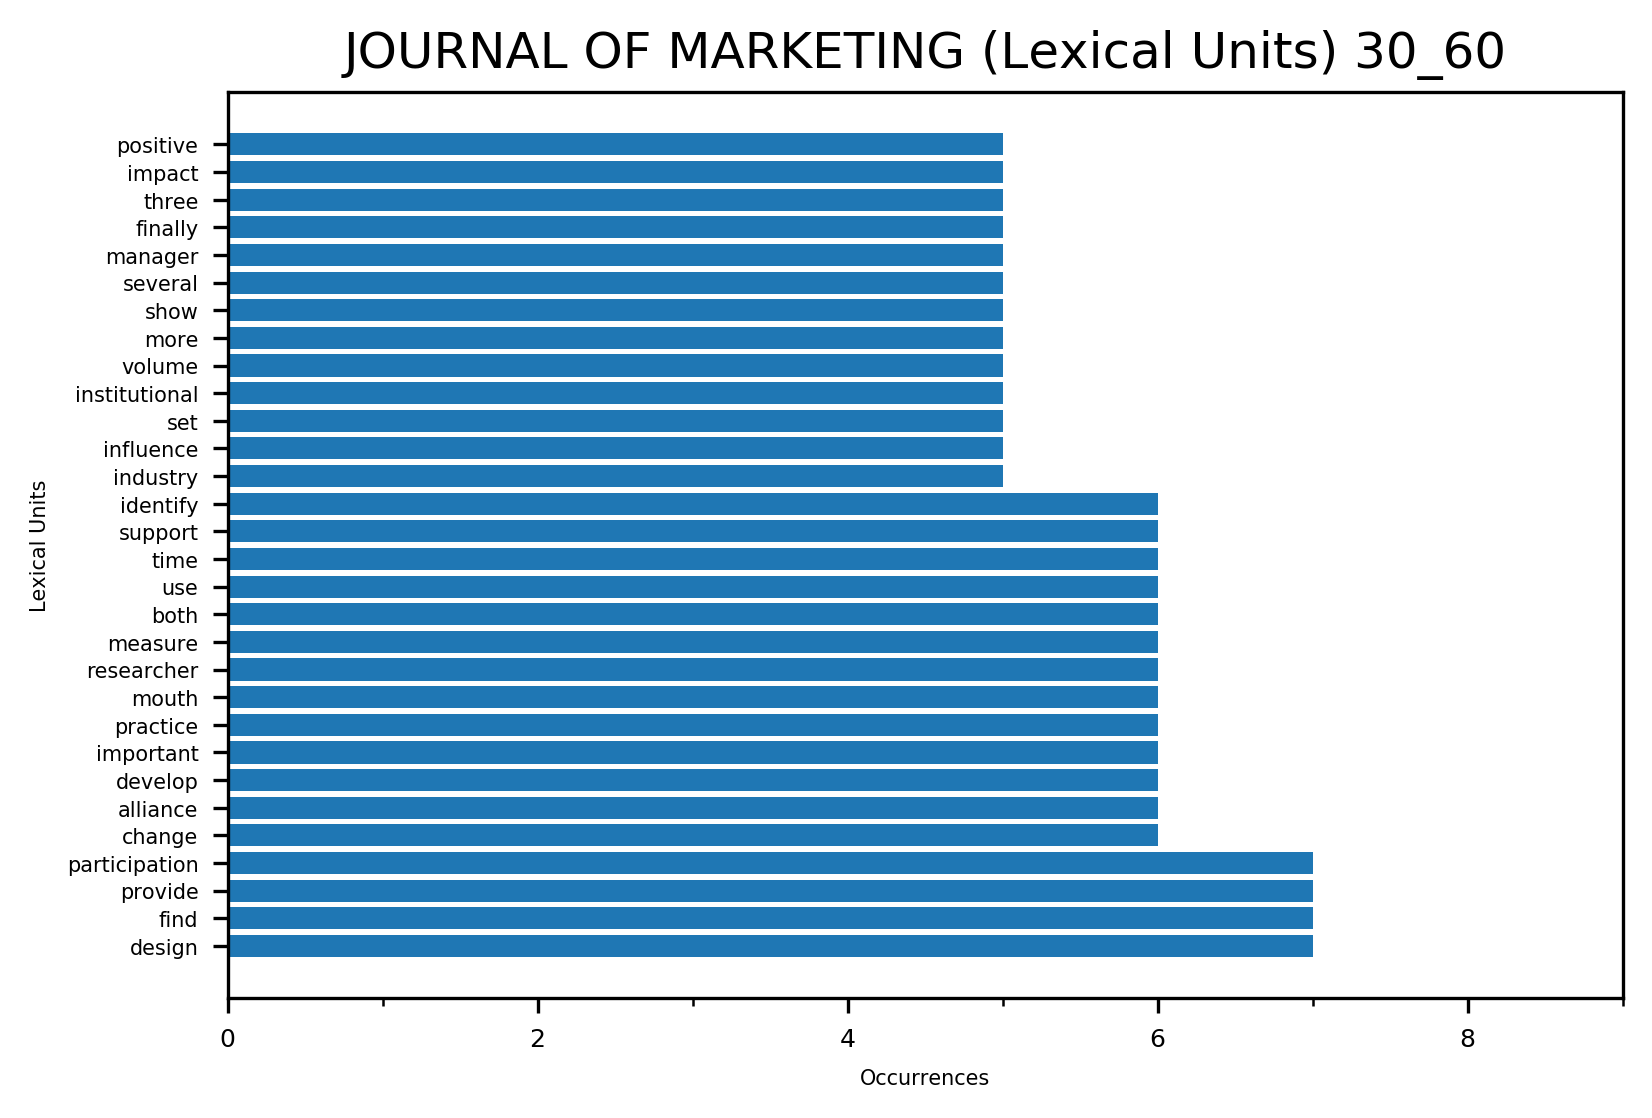 JOURNAL OF MARKETING (Lexical Units) 30_60
positive
impact
three
finally
manager
several
show
more
volume
institutional
set
influence
industry
identify
support
time
use
both
measure
researcher
mouth
practice
important
develop
alliance
change
participation
provide
find
design
Lexical Units
0 2 4 6 8
Occurrences